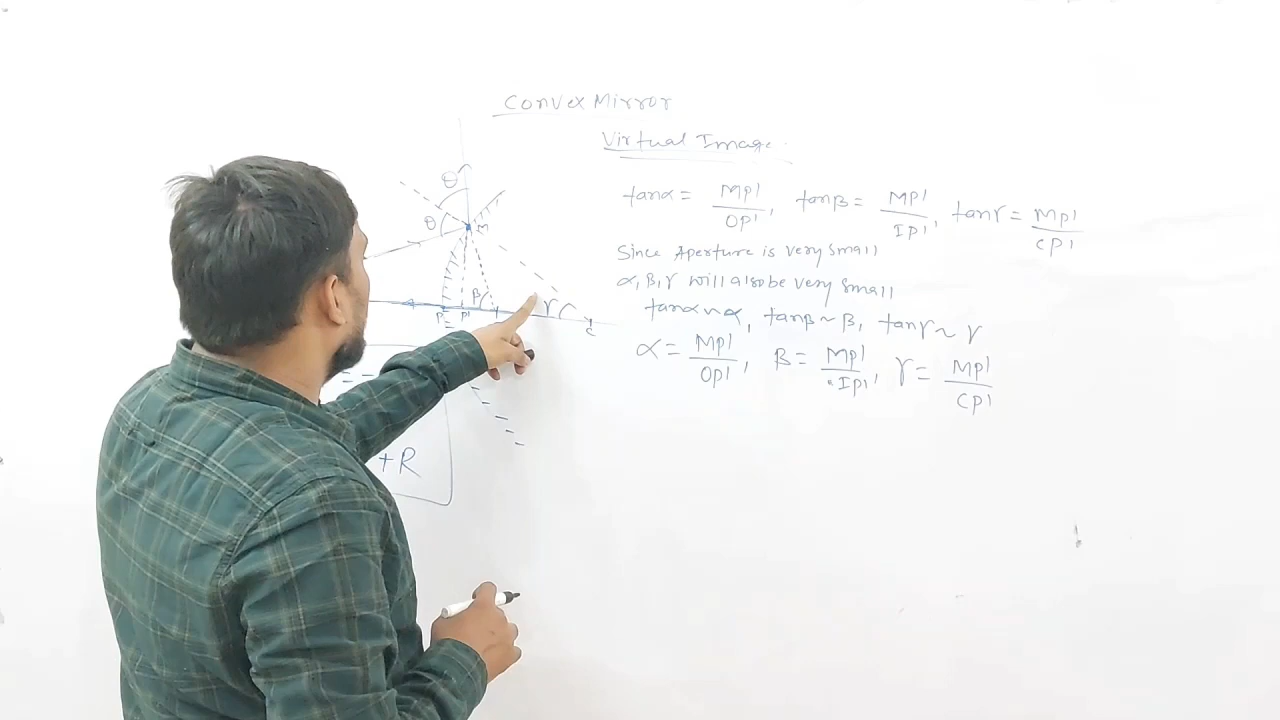 Convex Mirror
Virtual Image
tanα = MP'/OP', tanβ = MP'/IP', tanγ = MP'/CP'
Since Aperture is very small
α, β, γ will also be very small
tanα ~ α, tanβ ~ β, tanγ ~ γ
α = MP'/OP', β = MP'/IP', γ = MP'/CP'
θ
θ
M
β
γ
P
P'
I
C
+R